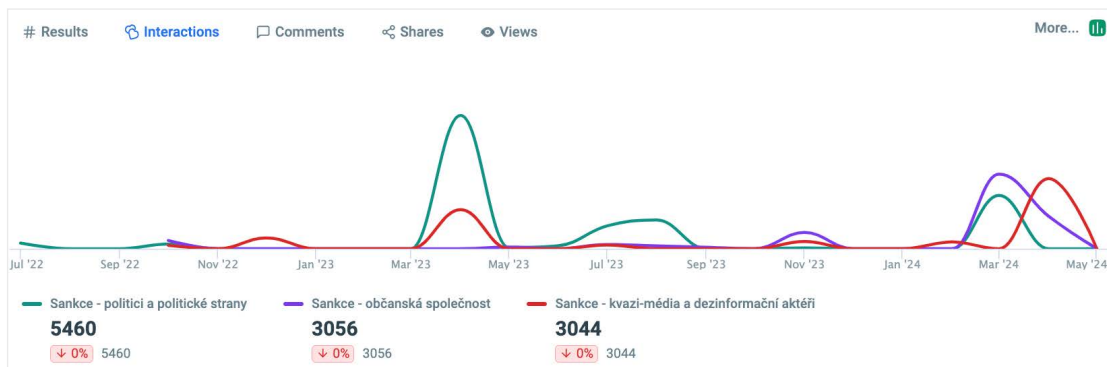 # Results Interactions Comments Shares Views More...
Jul '22 Sep '22 Nov '22 Jan '23 Mar '23 May '23 Jul '23 Sep '23 Nov '23 Jan '24 Mar '24 May '24
Sankce - politici a politické strany Sankce - občanská společnost Sankce - kvazi-média a dezinformační aktéři
5460 3056 3044
↓ 0% 5460 ↓ 0% 3056 ↓ 0% 3044